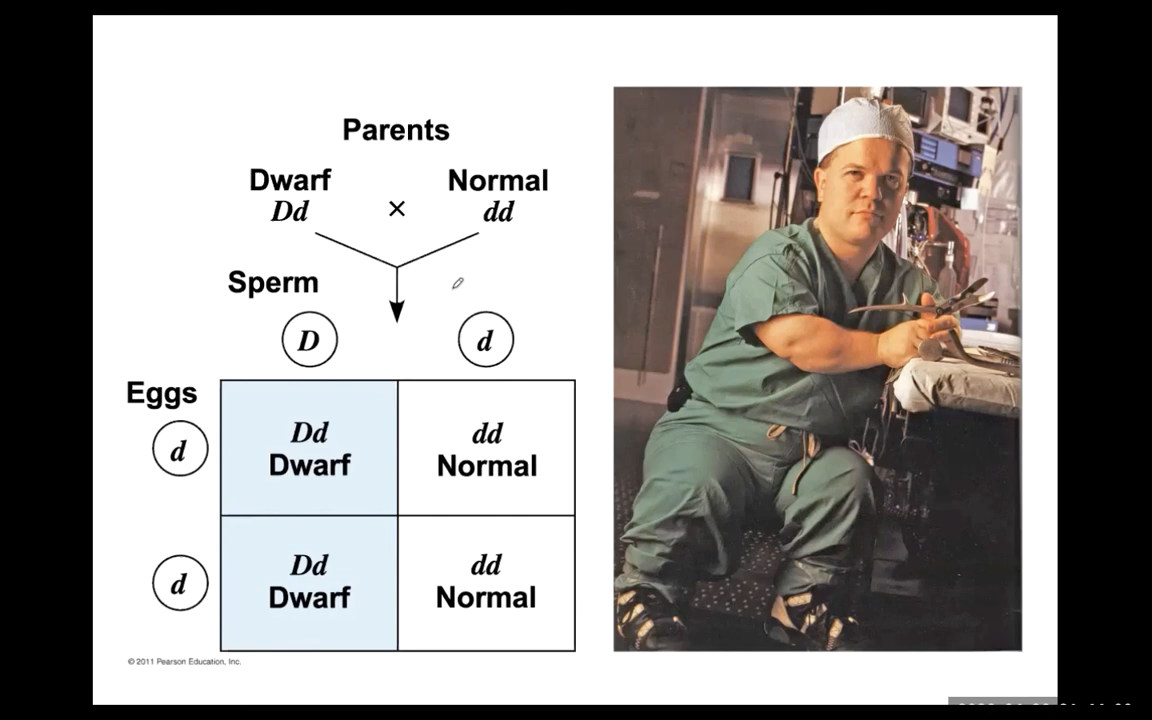 Parents
Dwarf Normal
Dd × dd
Sperm
D d
Eggs
d
Dd dd
Dwarf Normal
d
Dd dd
Dwarf Normal
© 2011 Pearson Education, Inc.